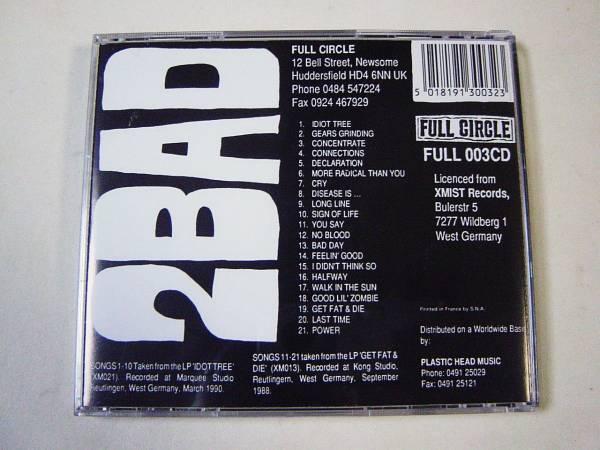 2BAD
FULL CIRCLE
12 Bell Street, Newsome
Huddersfield HD4 6NN UK
Phone 0484 547224
Fax 0924 467929
1. IDIOT TREE
2. GEARS GRINDING
3. CONCENTRATE
4. CONNECTIONS
5. DECLARATION
6. MORE RADICAL THAN YOU
7. CRY
8. DISEASE IS ...
9. LONG LINE
10. SIGN OF LIFE
11. YOU SAY
12. NO BLOOD
13. BAD DAY
14. FEELIN' GOOD
15. I DIDN'T THINK SO
16. HALFWAY
17. WALK IN THE SUN
18. GOOD LIL' ZOMBIE
19. GET FAT & DIE
20. LAST TIME
21. POWER
SONGS 1-10 Taken from the LP 'IDOT TREE'
(XM021). Recorded at Marquee Studio
Reutlingen, West Germany, March 1990.
SONGS 11-21 taken from the LP 'GET FAT &
DIE' (XM013). Recorded at Kong Studio,
Reutlingern, West Germany, September
1988.
5 018191 300323
FULL CIRCLE
FULL 003CD
Licenced from
XMIST Records,
Bulerstr 5
7277 Wildberg 1
West Germany
Printed in France by S.N.A.
Distributed on a Worldwide Basis
by:
PLASTIC HEAD MUSIC
Phone: 0491 25029
Fax: 0491 25121